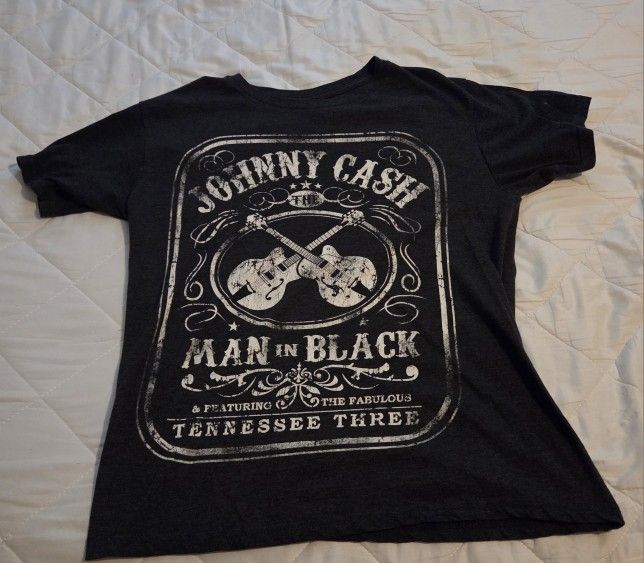 JOHNNY CASH
THE
MAN IN BLACK
& FEATURING THE FABULOUS
TENNESSEE THREE